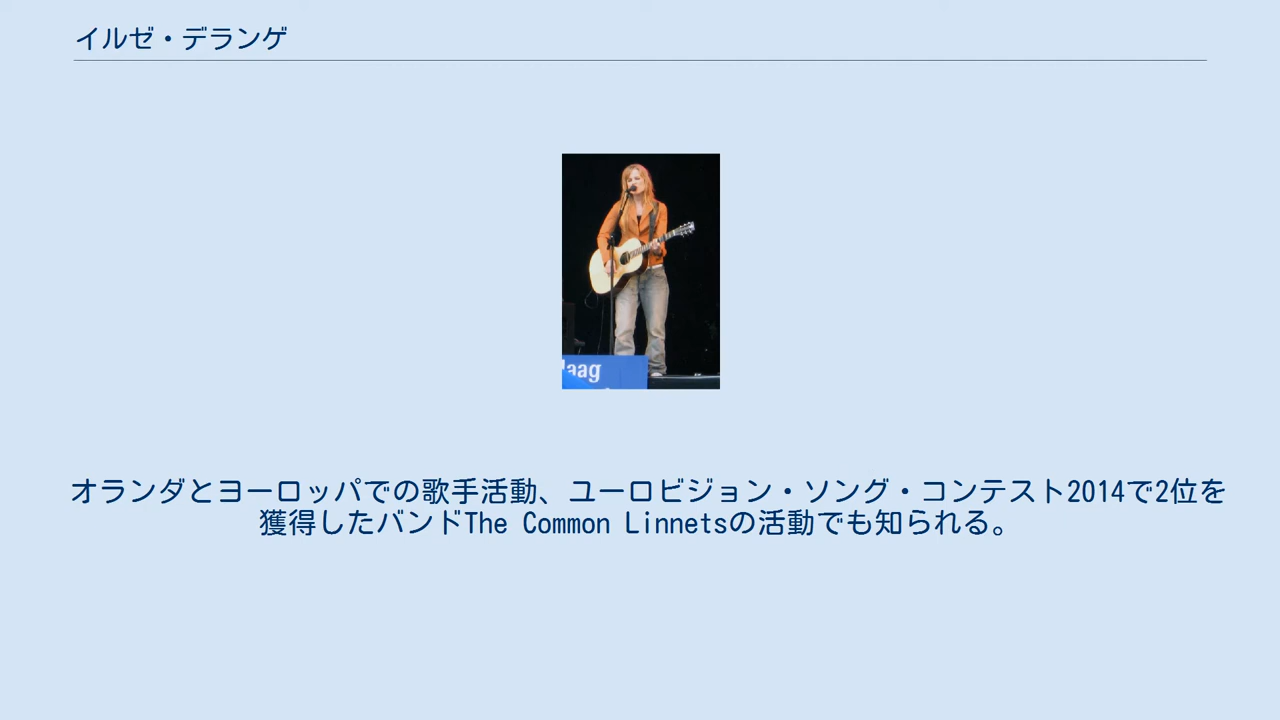 イルゼ・デランゲ
laag
オランダとヨーロッパでの歌手活動、ユーロビジョン・ソング・コンテスト2014で2位を
獲得したバンドThe Common Linnetsの活動でも知られる。